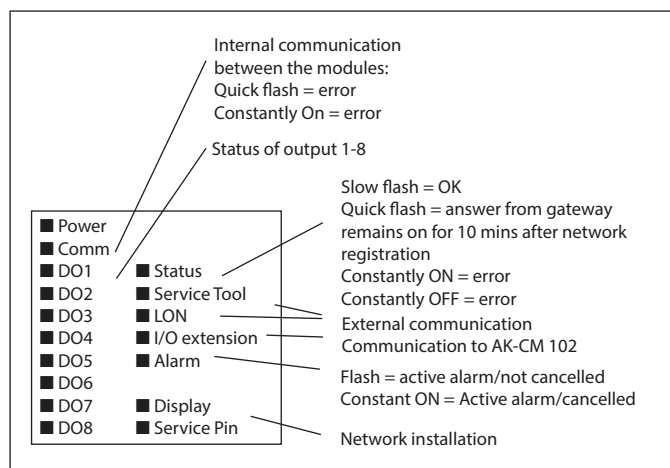 Internal communication
between the modules:
Quick flash = error
Constantly On = error
Status of output 1-8
Slow flash = OK
Quick flash = answer from gateway
remains on for 10 mins after network
registration
Constantly ON = error
Constantly OFF = error
External communication
Communication to AK-CM 102
Flash = active alarm/not cancelled
Constant ON = Active alarm/cancelled
Network installation
Power
Comm
DO1
DO2
DO3
DO4
DO5
DO6
DO7
DO8
Status
Service Tool
LON
I/O extension
Alarm
Display
Service Pin